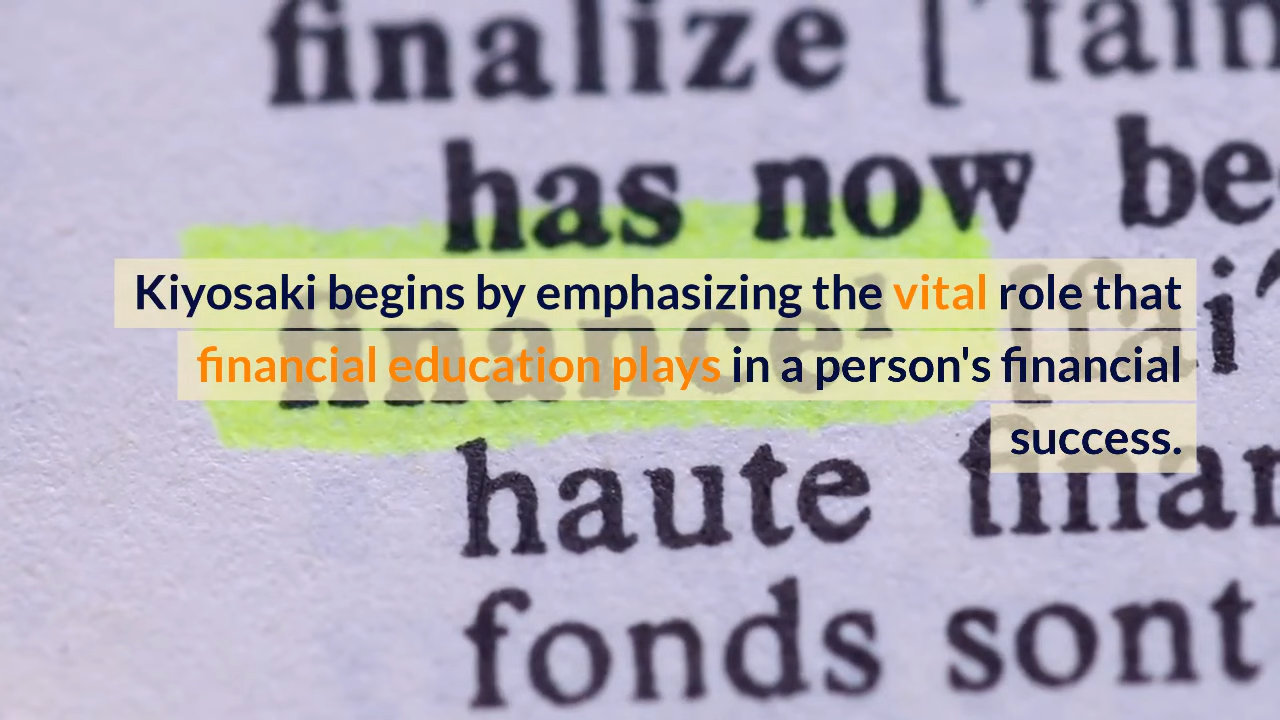 finalize
has now
Kiyosaki begins by emphasizing the vital role that
financial education plays in a person's financial
success.
haute
fonds sont